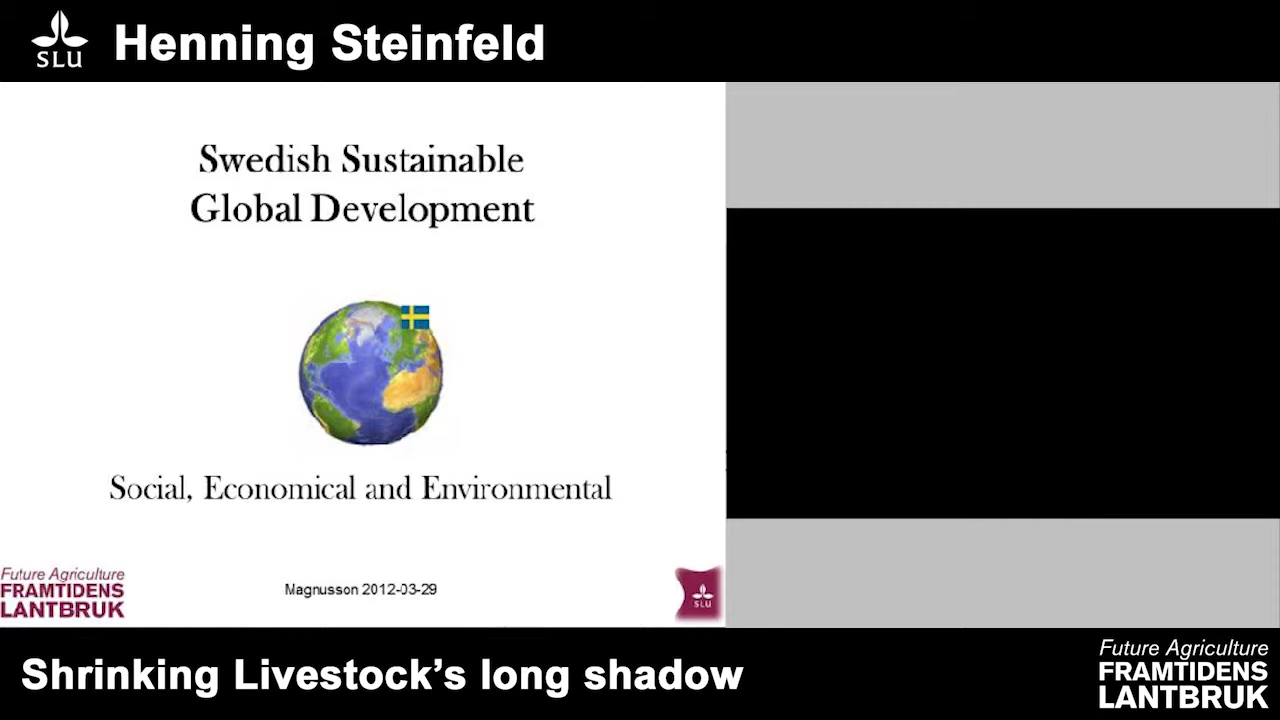 SLU
Henning Steinfeld
Swedish Sustainable
Global Development
Social, Economical and Environmental
Future Agriculture
FRAMTIDENS
LANTBRUK
Magnusson 2012-03-29
SLU
Shrinking Livestock's long shadow
Future Agriculture
FRAMTIDENS
LANTBRUK